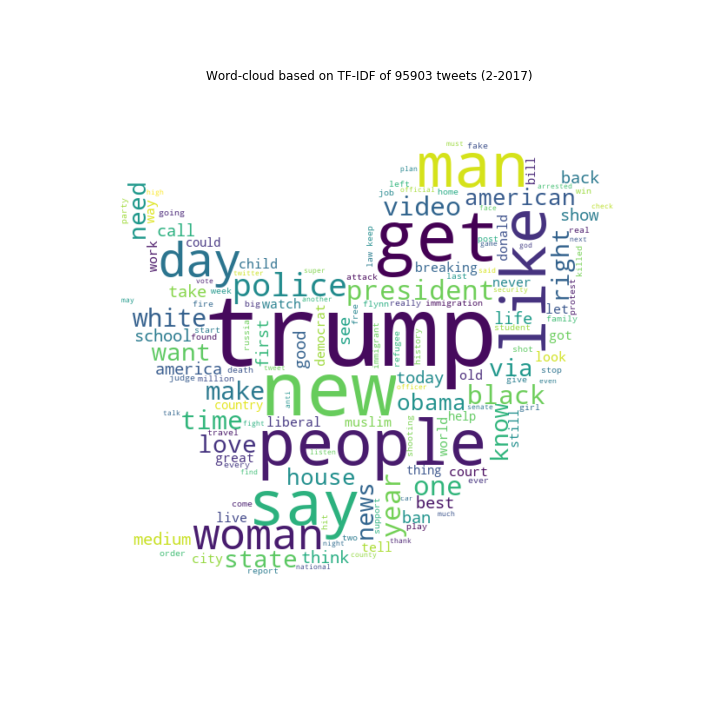 Word-cloud based on TF-IDF of 95903 tweets (2-2017)
must
fake
man
plan
bill
back
left
official
home
arrested
win
job
need
high
party
way
going
video
american
face
check
show
like
get
donald
post
game
god
real
next
call
work
could
day
child
law keep
breaking
said
right
killed
protest
twitter
super
attack
last
never
security
vote
week
police
president
life
family
take
may
fire
big
watch
another
free
flynn
really
immigration
student
let
white
start
russia
trump
got
school
found
first
good
democrat
see
immigrant
refugee
history
shot
want
look
america
death
tweet
today
old
via
stop
judge
million
new
officer
give
even
make
anti
obama
black
country
senate
girl
talk
time
fight
liberal
muslim
help
know
still
travel
people
shooting
world
love
great
listen
every
thing
court
find
house
ever
say
year
one
come
news
car
best
live
hit
support
ban
much
woman
play
medium
night
two
thank
tell
order
city
state
think
county
report
national